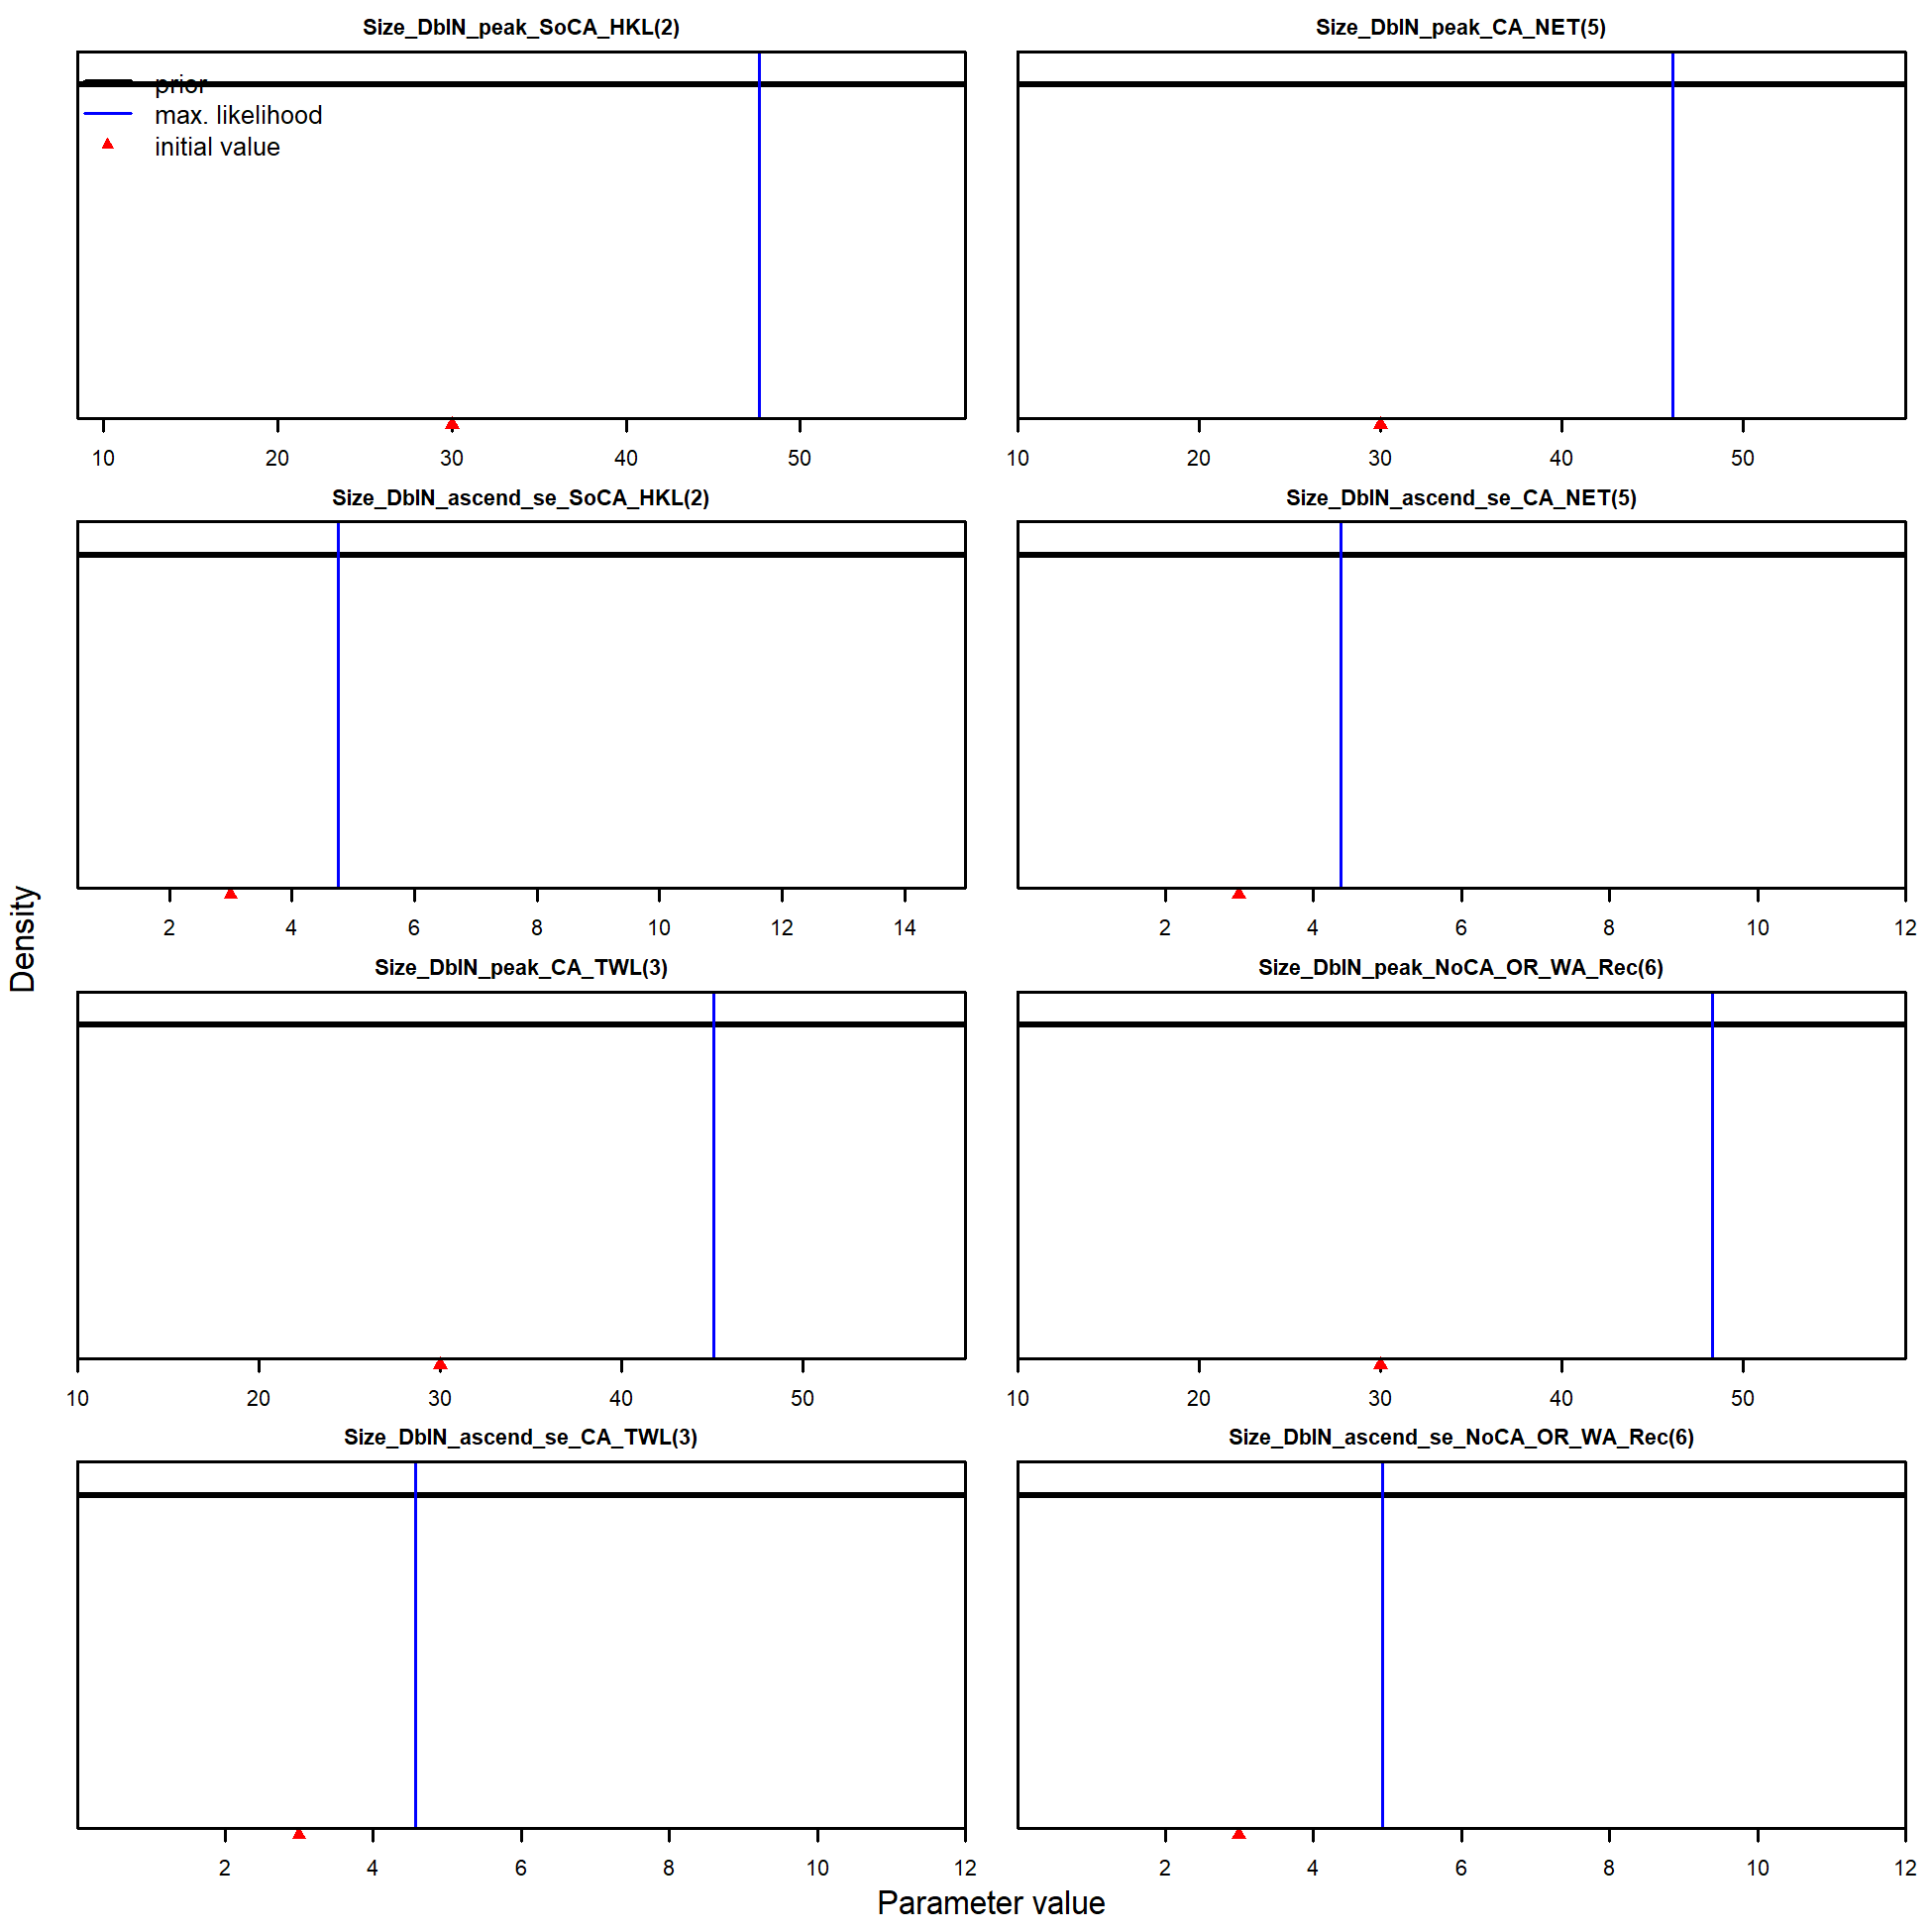 Size_DblN_peak_SoCA_HKL(2)
prior
max. likelihood
initial value
10 20 30 40 50
Size_DblN_peak_CA_NET(5)
10 20 30 40 50
Size_DblN_ascend_se_SoCA_HKL(2)
2 4 6 8 10 12 14
Size_DblN_ascend_se_CA_NET(5)
2 4 6 8 10 12
Size_DblN_peak_CA_TWL(3)
10 20 30 40 50
Size_DblN_peak_NoCA_OR_WA_Rec(6)
10 20 30 40 50
Size_DblN_ascend_se_CA_TWL(3)
2 4 6 8 10 12
Size_DblN_ascend_se_NoCA_OR_WA_Rec(6)
2 4 6 8 10 12
Density
Parameter value